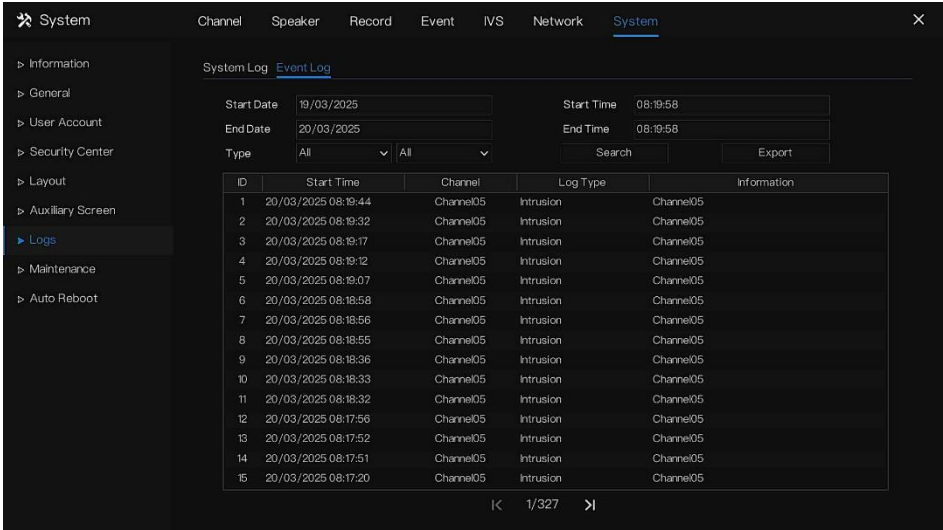 System Channel Speaker Record Event IVS Network System
Information
General
User Account
Security Center
Layout
Auxiliary Screen
Logs
Maintenance
Auto Reboot
System Log Event Log
Start Date 19/03/2025 Start Time 08:19:58
End Date 20/03/2025 End Time 08:19:58
Type All All Search Export
ID Start Time Channel Log Type Information
1 20/03/2025 08:19:44 Channel05 Intrusion Channel05
2 20/03/2025 08:19:32 Channel05 Intrusion Channel05
3 20/03/2025 08:19:17 Channel05 Intrusion Channel05
4 20/03/2025 08:19:12 Channel05 Intrusion Channel05
5 20/03/2025 08:19:07 Channel05 Intrusion Channel05
6 20/03/2025 08:18:58 Channel05 Intrusion Channel05
7 20/03/2025 08:18:56 Channel05 Intrusion Channel05
8 20/03/2025 08:18:55 Channel05 Intrusion Channel05
9 20/03/2025 08:18:36 Channel05 Intrusion Channel05
10 20/03/2025 08:18:33 Channel05 Intrusion Channel05
11 20/03/2025 08:18:32 Channel05 Intrusion Channel05
12 20/03/2025 08:17:56 Channel05 Intrusion Channel05
13 20/03/2025 08:17:52 Channel05 Intrusion Channel05
14 20/03/2025 08:17:51 Channel05 Intrusion Channel05
15 20/03/2025 08:17:20 Channel05 Intrusion Channel05
1/327